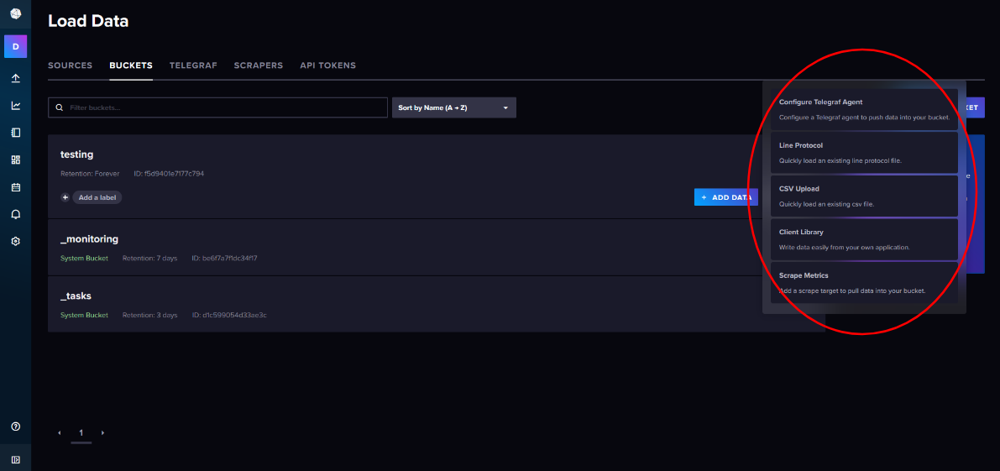 Load Data
D
SOURCES BUCKETS TELEGRAF SCRAPERS API TOKENS
Filter buckets...
Sort by Name (A → Z)
KET
testing
Retention: Forever ID: f5d9401e7177c794
Add a label
+ ADD DATA
_monitoring
System Bucket Retention: 7 days ID: be6f7a7f1dc34f17
_tasks
System Bucket Retention: 3 days ID: d1c599054d33ae3c
Configure Telegraf Agent
Configure a Telegraf agent to push data into your bucket.
Line Protocol
Quickly load an existing line protocol file.
CSV Upload
Quickly load an existing csv file.
Client Library
Write data easily from your own application.
Scrape Metrics
Add a scrape target to pull data into your bucket.
1